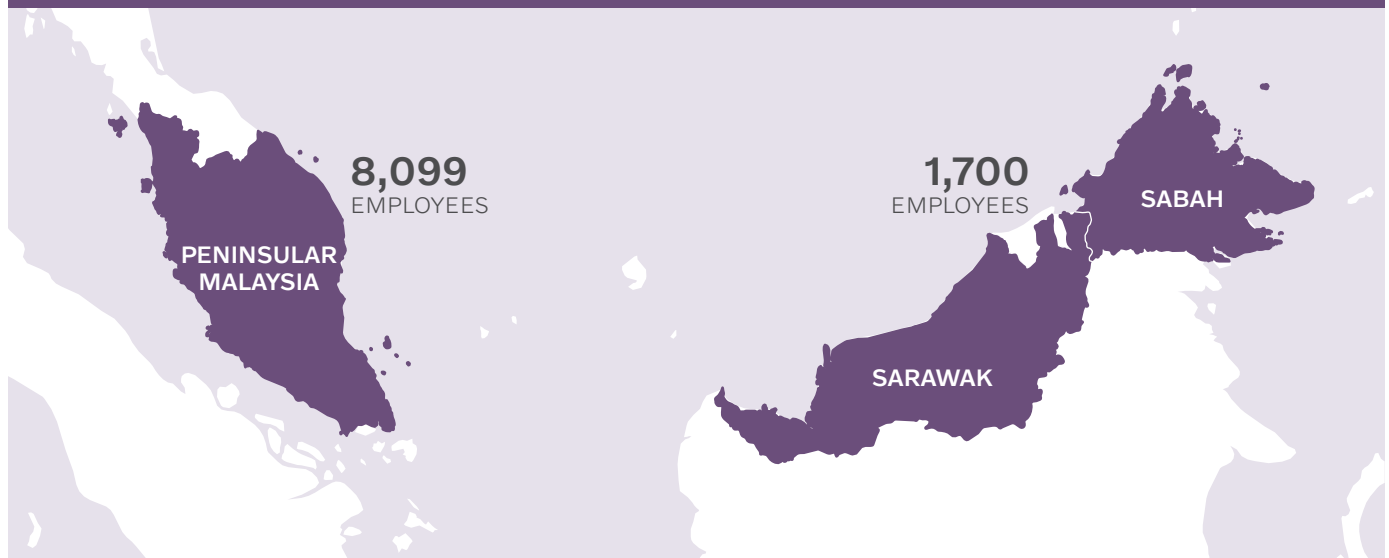 8,099
EMPLOYEES
PENINSULAR
MALAYSIA
1,700
EMPLOYEES
SABAH
SARAWAK